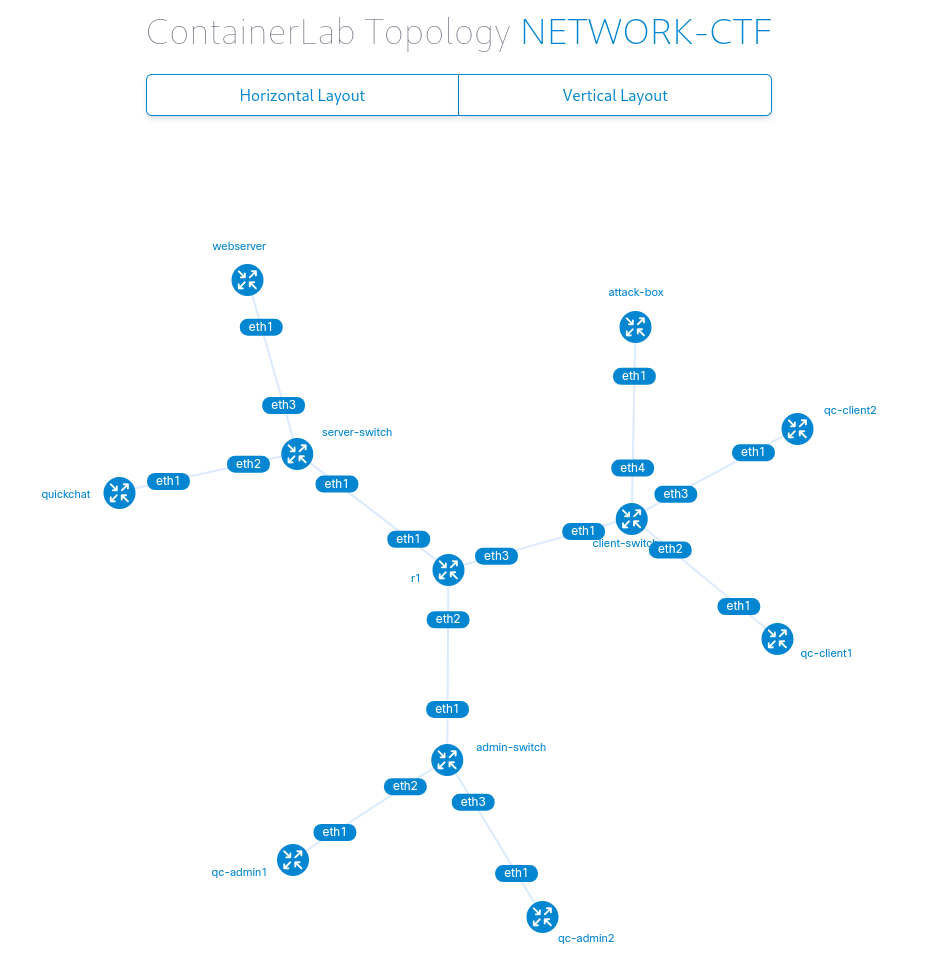 ContainerLab Topology NETWORK-CTF
Horizontal Layout
Vertical Layout
webserver
attack-box
eth1
eth1
eth3
qc-client2
server-switch
eth1
eth2
eth4
eth1
eth1
quickchat
eth3
client-switch
eth1
eth1
eth3
eth2
r1
eth2
eth1
qc-client1
eth1
admin-switch
eth2
eth3
eth1
qc-admin1
eth1
qc-admin2